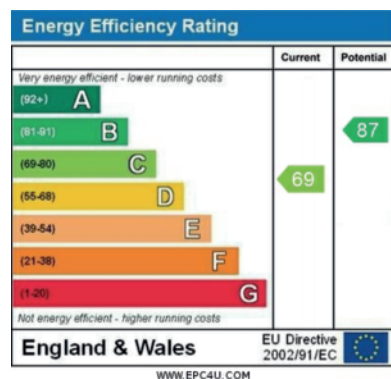 Energy Efficiency Rating
Current Potential
Very energy efficient - lower running costs
(92+) A
(81-91) B
87
(69-80) C
69
(55-68) D
(39-54) E
(21-38) F
(1-20) G
Not energy efficient - higher running costs
England & Wales
EU Directive
2002/91/EC
WWW.EPC4U.COM